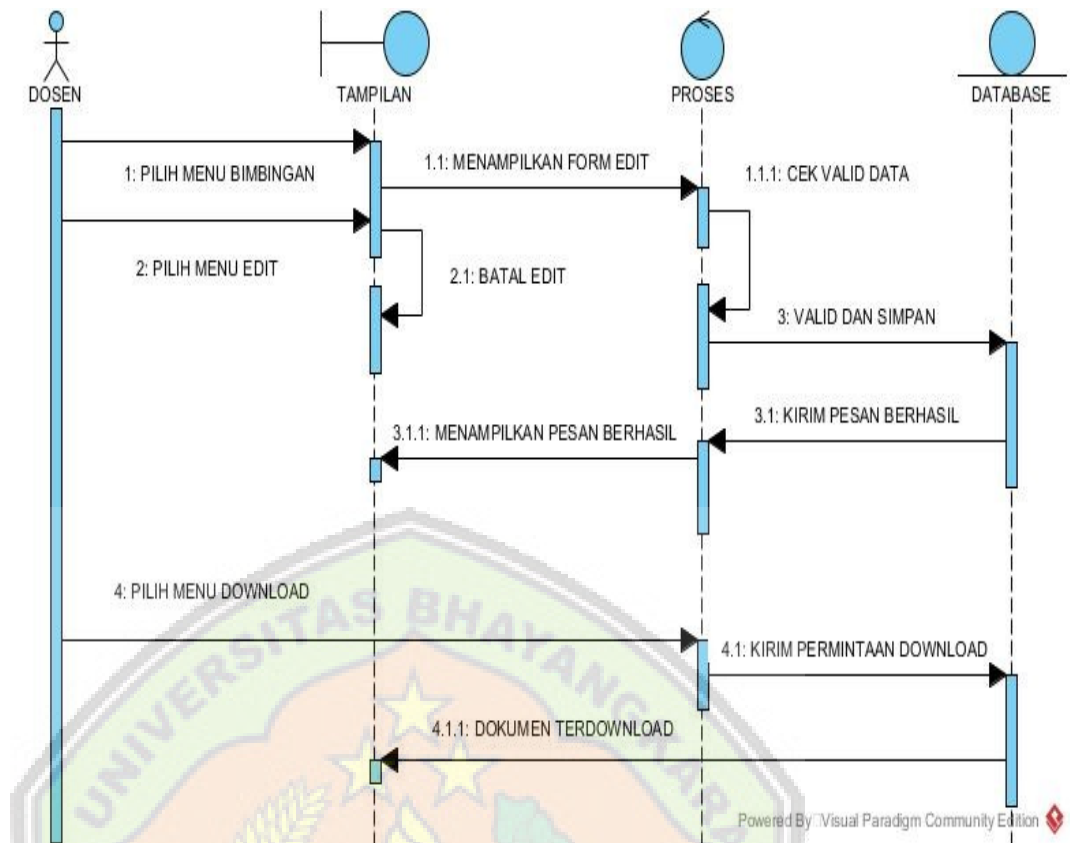 DOSEN
TAMPILAN
PROSES
DATABASE
1: PILIH MENU BIMBINGAN
1.1: MENAMPILKAN FORM EDIT
1.1.1: CEK VALID DATA
2: PILIH MENU EDIT
2.1: BATAL EDIT
3: VALID DAN SIMPAN
3.1: KIRIM PESAN BERHASIL
3.1.1: MENAMPILKAN PESAN BERHASIL
4: PILIH MENU DOWNLOAD
4.1: KIRIM PERMINTAAN DOWNLOAD
4.1.1: DOKUMEN TERDOWNLOAD
UNIVERSITAS BHAYANGKARA
Powered By Visual Paradigm Community Edition